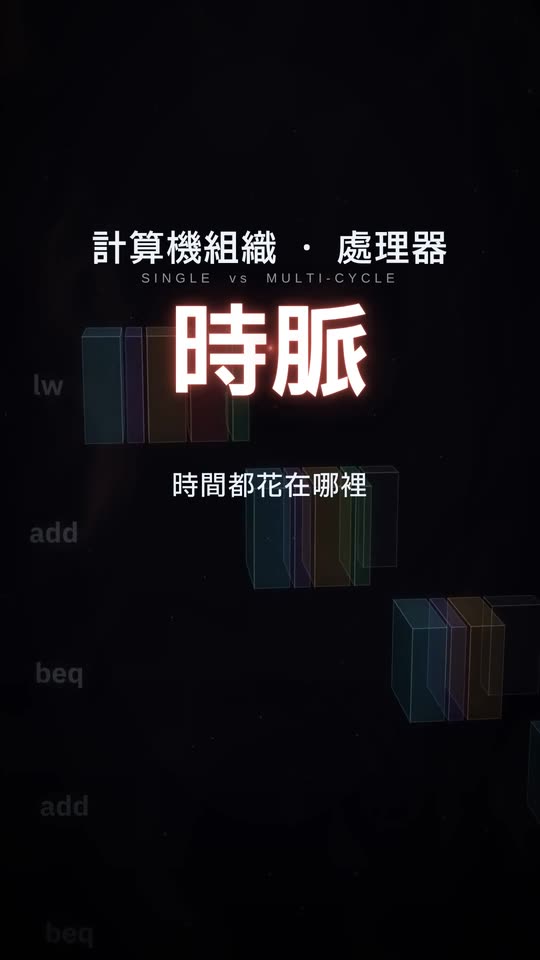 計算機組織 · 處理器
SINGLE vs MULTI-CYCLE
時脈
lw
時間都花在哪裡
add
beq
add
beq